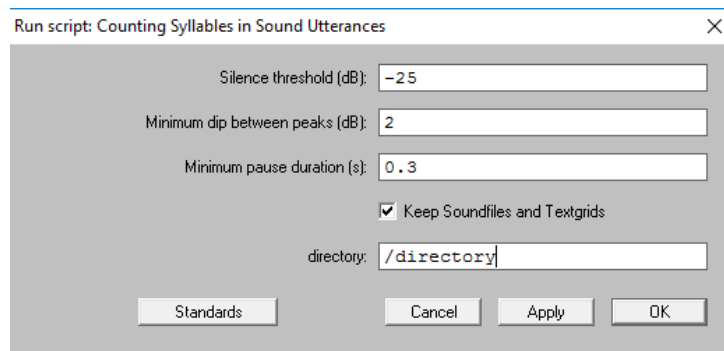 Run script: Counting Syllables in Sound Utterances
Silence threshold (dB): -25
Minimum dip between peaks (dB): 2
Minimum pause duration (s): 0.3
Keep Soundfiles and Textgrids
directory: /directory
Standards Cancel Apply OK